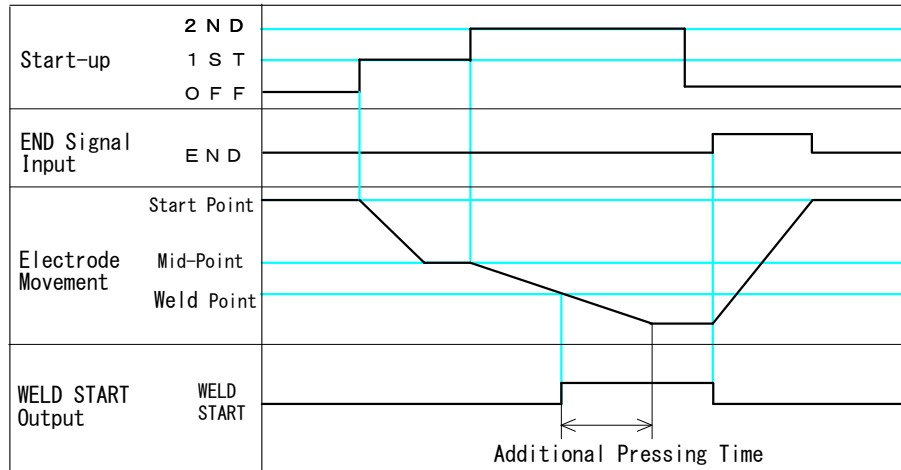 2ND
Start-up 1ST
OFF
END Signal
Input
END
Start Point
Electrode
Movement
Mid-Point
Weld Point
WELD START
Output
WELD
START
Additional Pressing Time